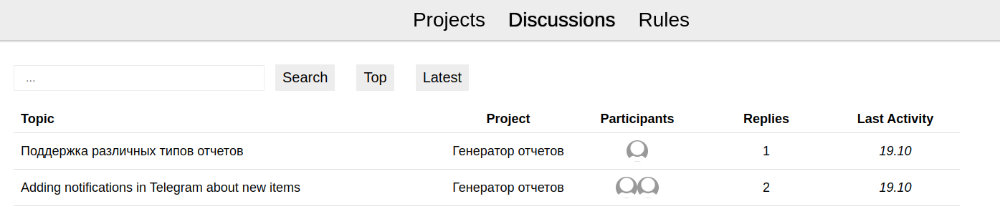 Projects Discussions Rules
... Search Top Latest
Topic Project Participants Replies Last Activity
Поддержка различных типов отчетов Генератор отчетов 1 19.10
Adding notifications in Telegram about new items Генератор отчетов 2 19.10